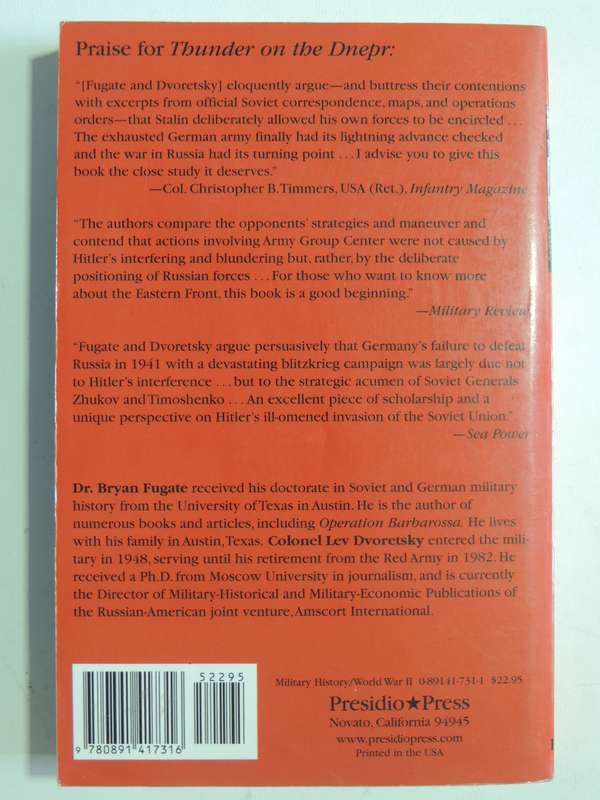 Praise for Thunder on the Dnepr:
“[Fugate and Dvoretsky] eloquently argue—and buttress their contentions
with excerpts from official Soviet correspondence, maps, and operations
orders—that Stalin deliberately allowed his own forces to be encircled . . .
The exhausted German army finally had its lightning advance checked
and the war in Russia had its turning point . . . I advise you to give this
book the close study it deserves.”
—Col. Christopher B. Timmers, USA (Ret.), Infantry Magazine
“The authors compare the opponents’ strategies and maneuver and
contend that actions involving Army Group Center were not caused by
Hitler’s interfering and blundering but, rather, by the deliberate
positioning of Russian forces . . . For those who want to know more
about the Eastern Front, this book is a good beginning.”
—Military Review
“Fugate and Dvoretsky argue persuasively that Germany’s failure to defeat
Russia in 1941 with a devastating blitzkrieg campaign was largely due not
to Hitler’s interference . . . but to the strategic acumen of Soviet Generals
Zhukov and Timoshenko . . . An excellent piece of scholarship and a
unique perspective on Hitler’s ill-omened invasion of the Soviet Union.”
—Sea Power
Dr. Bryan Fugate received his doctorate in Soviet and German military
history from the University of Texas in Austin. He is the author of
numerous books and articles, including Operation Barbarossa. He lives
with his family in Austin, Texas. Colonel Lev Dvoretsky entered the mili-
tary in 1948, serving until his retirement from the Red Army in 1982. He
received a Ph.D. from Moscow University in journalism, and is currently
the Director of Military-Historical and Military-Economic Publications of
the Russian-American joint venture, Amscort International.
52295
9 780891 417316
Military History/World War II 0-89141-731-1 $22.95
Presidio★Press
Novato, California 94945
www.presidiopress.com
Printed in the USA